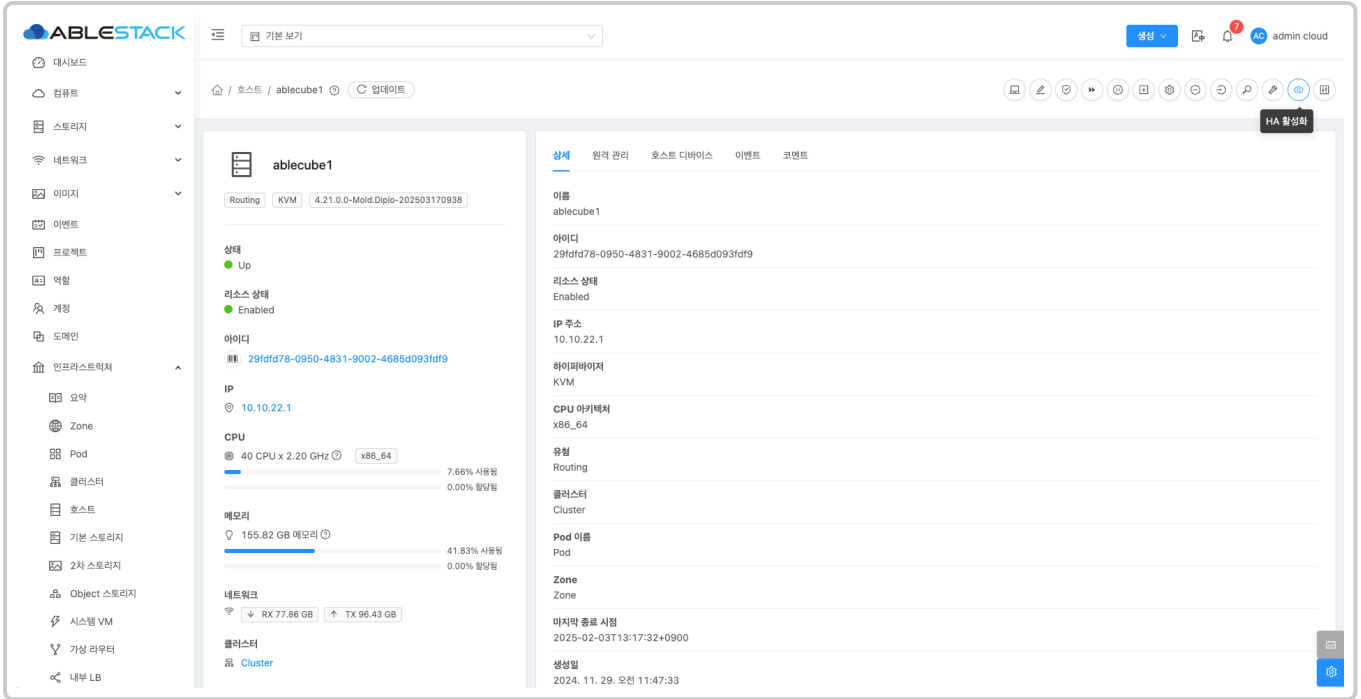 ABLESTACK
기본 보기
생성
7
AC admin cloud
대시보드
컴퓨트
스토리지
네트워크
이미지
이벤트
프로젝트
역할
계정
도메인
인프라스트럭쳐
요약
Zone
Pod
클러스터
호스트
기본 스토리지
2차 스토리지
Object 스토리지
시스템 VM
가상 라우터
내부 LB
/ 호스트 / ablecube1 업데이트
HA 활성화
ablecube1
Routing KVM 4.21.0.0-Mold.Diplo-202503170938
상태
Up
리소스 상태
Enabled
아이디
29fdfd78-0950-4831-9002-4685d093fdf9
IP
10.10.22.1
CPU
40 CPU x 2.20 GHz x86_64
7.66% 사용됨
0.00% 할당됨
메모리
155.82 GB 메모리
41.83% 사용됨
0.00% 할당됨
네트워크
RX 77.86 GB TX 96.43 GB
클러스터
Cluster
상세 원격 관리 호스트 디바이스 이벤트 코멘트
이름
ablecube1
아이디
29fdfd78-0950-4831-9002-4685d093fdf9
리소스 상태
Enabled
IP 주소
10.10.22.1
하이퍼바이저
KVM
CPU 아키텍처
x86_64
유형
Routing
클러스터
Cluster
Pod 이름
Pod
Zone
Zone
마지막 종료 시점
2025-02-03T13:17:32+0900
생성일
2024. 11. 29. 오전 11:47:33